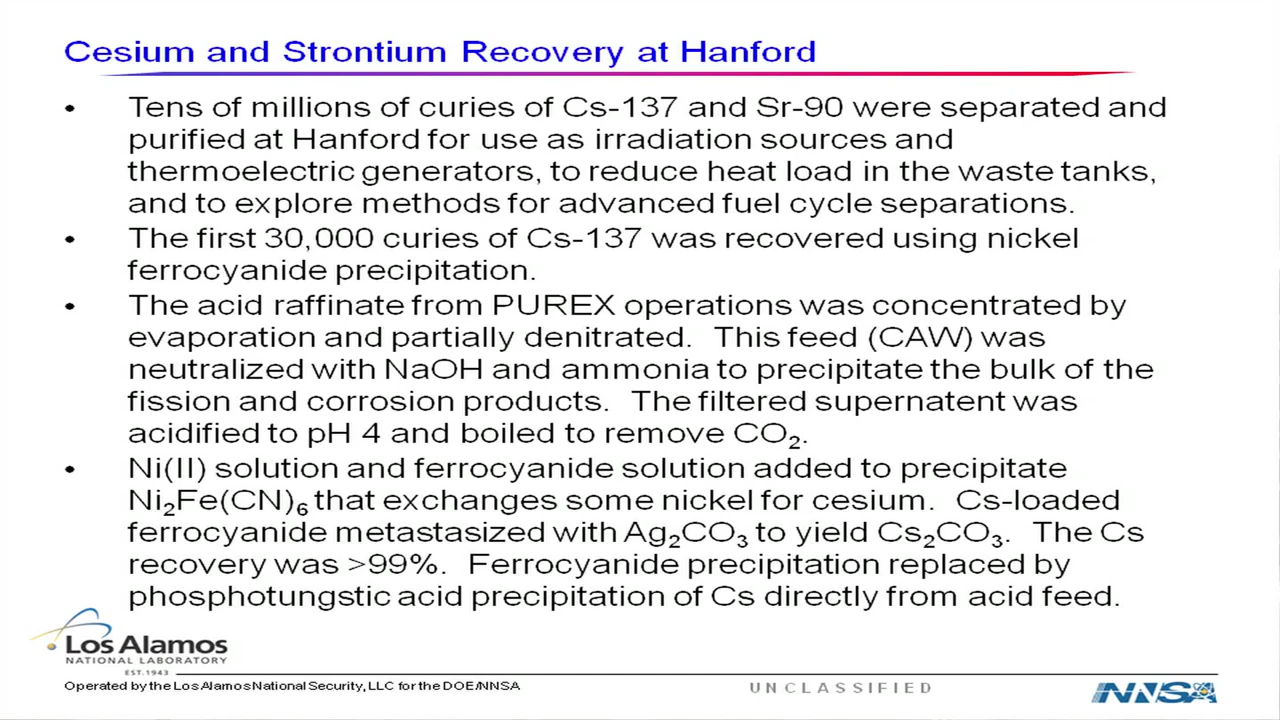 Cesium and Strontium Recovery at Hanford
• Tens of millions of curies of Cs-137 and Sr-90 were separated and
purified at Hanford for use as irradiation sources and
thermoelectric generators, to reduce heat load in the waste tanks,
and to explore methods for advanced fuel cycle separations.
• The first 30,000 curies of Cs-137 was recovered using nickel
ferrocyanide precipitation.
• The acid raffinate from PUREX operations was concentrated by
evaporation and partially denitrated. This feed (CAW) was
neutralized with NaOH and ammonia to precipitate the bulk of the
fission and corrosion products. The filtered supernatent was
acidified to pH 4 and boiled to remove CO₂.
• Ni(II) solution and ferrocyanide solution added to precipitate
Ni₂Fe(CN)₆ that exchanges some nickel for cesium. Cs-loaded
ferrocyanide metastasized with Ag₂CO₃ to yield Cs₂CO₃. The Cs
recovery was >99%. Ferrocyanide precipitation replaced by
phosphotungstic acid precipitation of Cs directly from acid feed.
Los Alamos
NATIONAL LABORATORY
EST.1943
Operated by the Los Alamos National Security, LLC for the DOE/NNSA
UNCLASSIFIED
NNSA